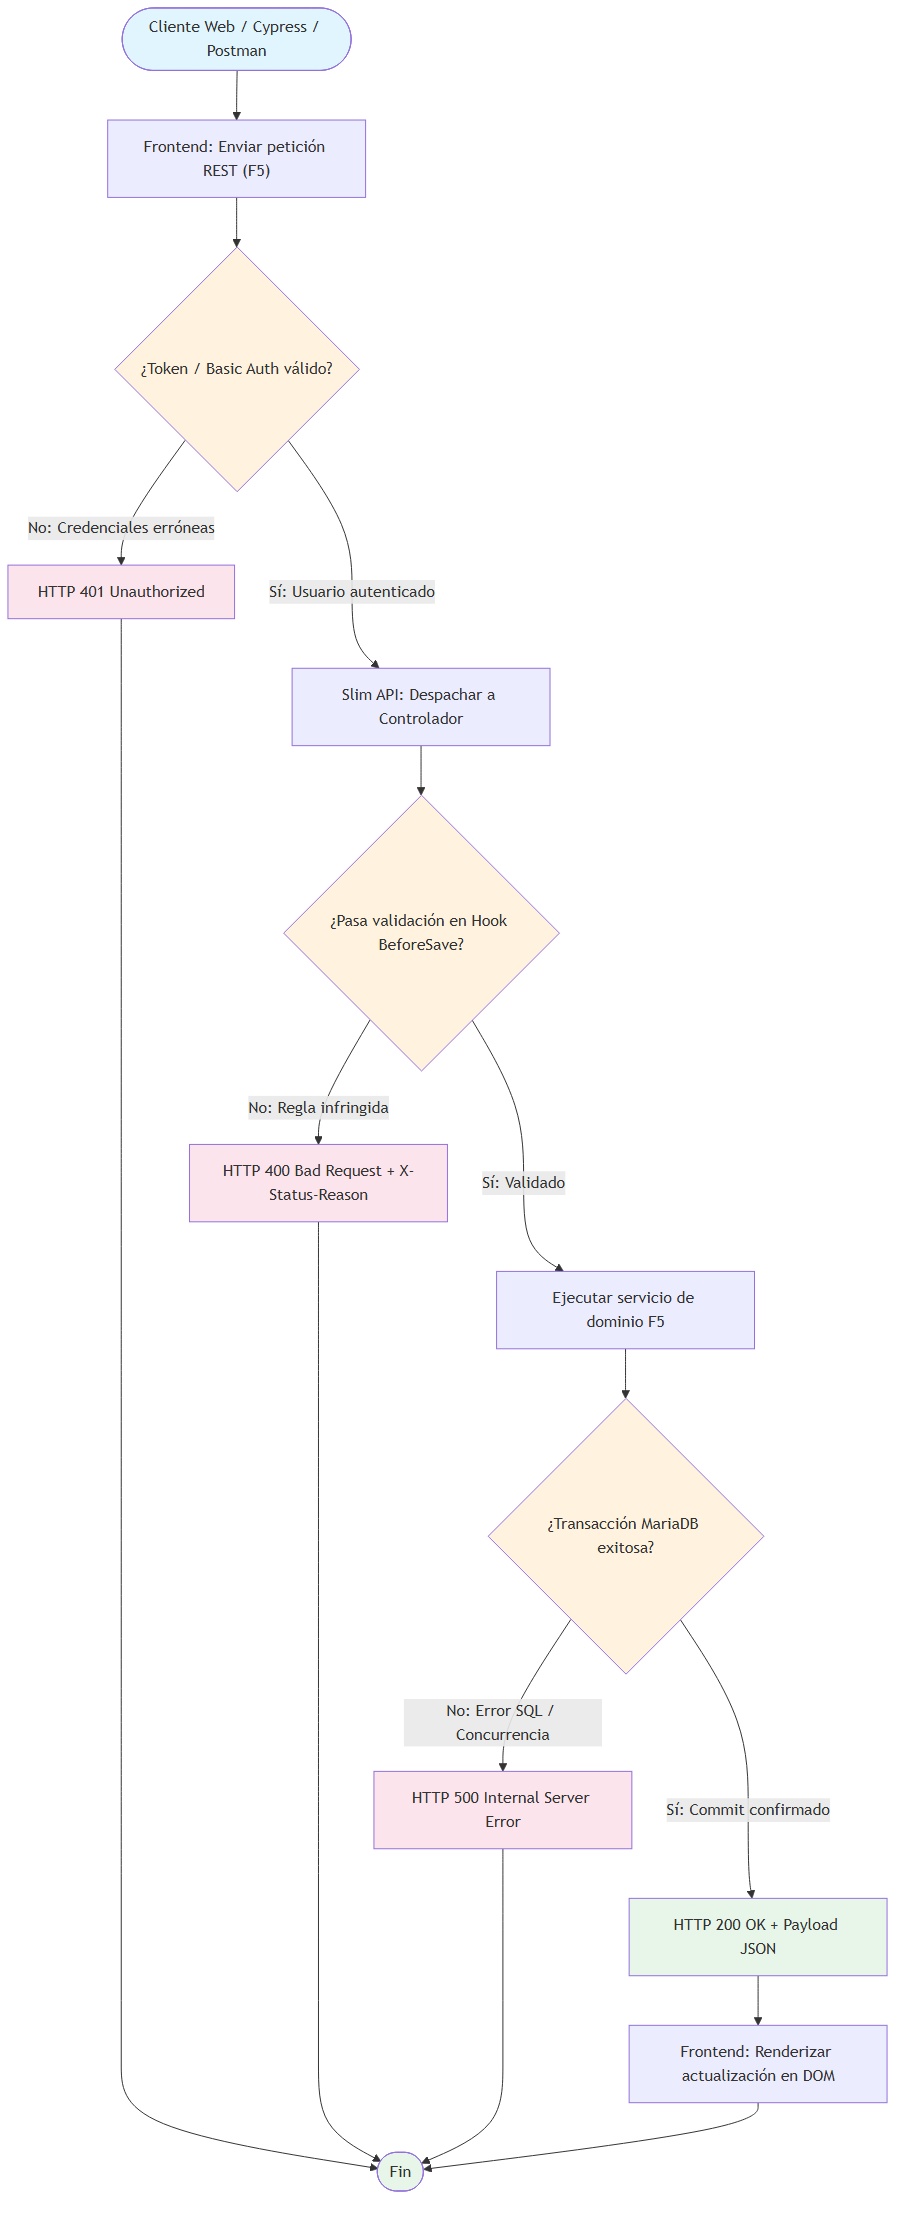 Cliente Web / Cypress /
Postman
Frontend: Enviar petición
REST (F5)
¿Token / Basic Auth válido?
No: Credenciales erróneas
HTTP 401 Unauthorized
Sí: Usuario autenticado
Slim API: Despachar a
Controlador
¿Pasa validación en Hook
BeforeSave?
No: Regla infringida
HTTP 400 Bad Request + X-
Status-Reason
Sí: Validado
Ejecutar servicio de
dominio F5
¿Transacción MariaDB
exitosa?
No: Error SQL /
Concurrencia
HTTP 500 Internal Server
Error
Sí: Commit confirmado
HTTP 200 OK + Payload
JSON
Frontend: Renderizar
actualización en DOM
Fin